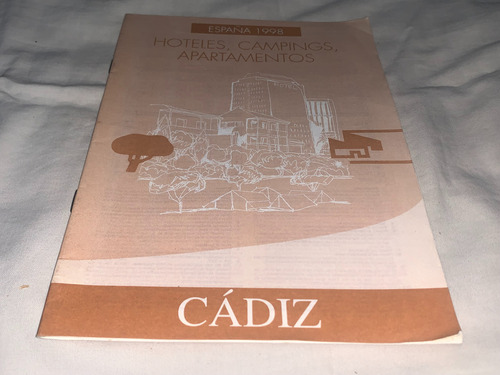 ESPAÑA 1998
HOTELES, CAMPINGS,
APARTAMENTOS
CÁDIZ